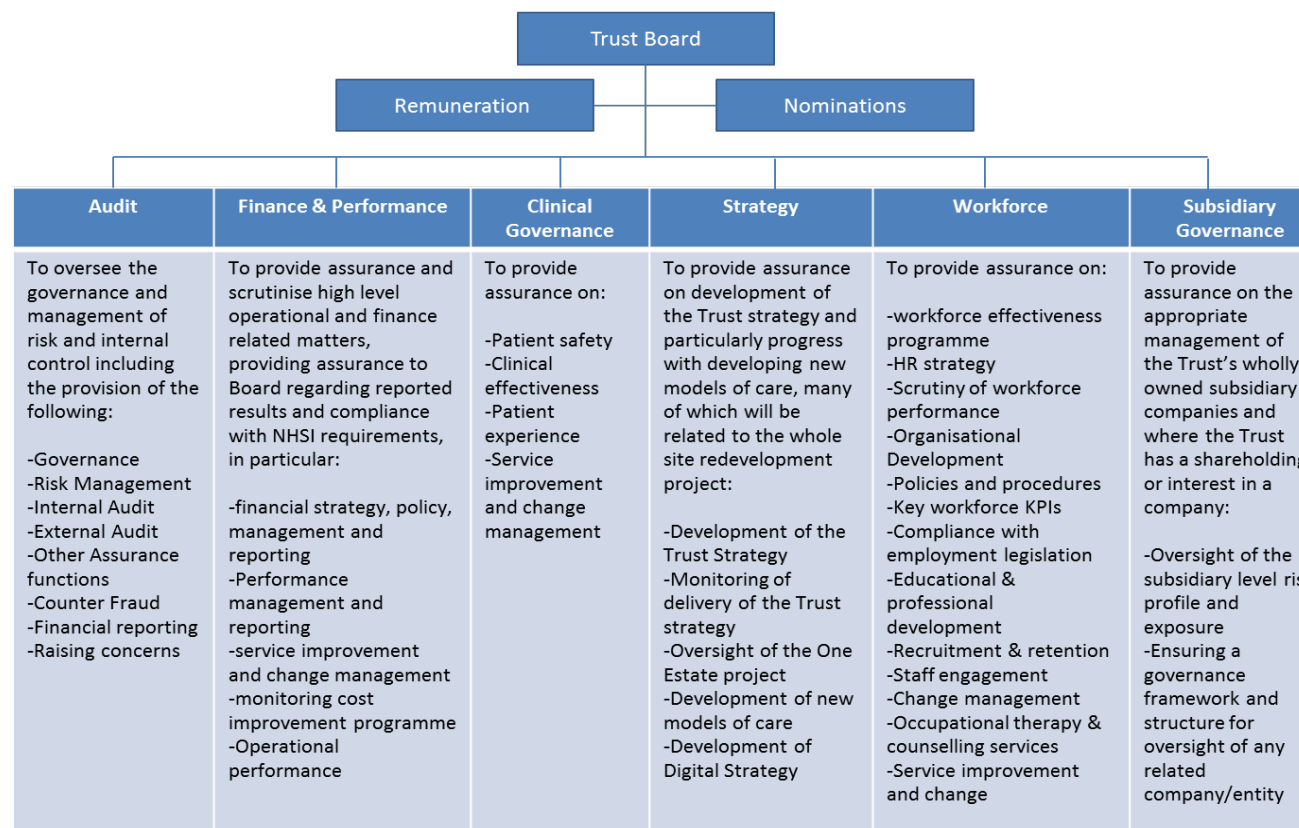 Trust Board
Remuneration
Nominations
Audit
To oversee the
governance and
management of
risk and internal
control including
the provision of the
following:
-Governance
-Risk Management
-Internal Audit
-External Audit
-Other Assurance
functions
-Counter Fraud
-Financial reporting
-Raising concerns
Finance & Performance
To provide assurance and
scrutinise high level
operational and finance
related matters,
providing assurance to
Board regarding reported
results and compliance
with NHSI requirements,
in particular:
-financial strategy, policy,
management and
reporting
-Performance
management and
reporting
-service improvement
and change management
-monitoring cost
improvement programme
-Operational
performance
Clinical
Governance
To provide
assurance on:
-Patient safety
-Clinical
effectiveness
-Patient
experience
-Service
improvement
and change
management
Strategy
To provide assurance
on development of
the Trust strategy and
particularly progress
with developing new
models of care, many
of which will be
related to the whole
site redevelopment
project:
-Development of the
Trust Strategy
-Monitoring of
delivery of the Trust
strategy
-Oversight of the One
Estate project
-Development of new
models of care
-Development of
Digital Strategy
Workforce
To provide assurance on:
-workforce effectiveness
programme
-HR strategy
-Scrutiny of workforce
performance
-Organisational
Development
-Policies and procedures
-Key workforce KPIs
-Compliance with
employment legislation
-Educational &
professional
development
-Recruitment & retention
-Staff engagement
-Change management
-Occupational therapy &
counselling services
-Service improvement
and change
Subsidiary
Governance
To provide
assurance on the
appropriate
management of
the Trust's wholly
owned subsidiary
companies and
where the Trust
has a shareholding
or interest in a
company:
-Oversight of the
subsidiary level
profile and
exposure
-Ensuring a
governance
framework and
structure for
oversight of any
related
company/entity